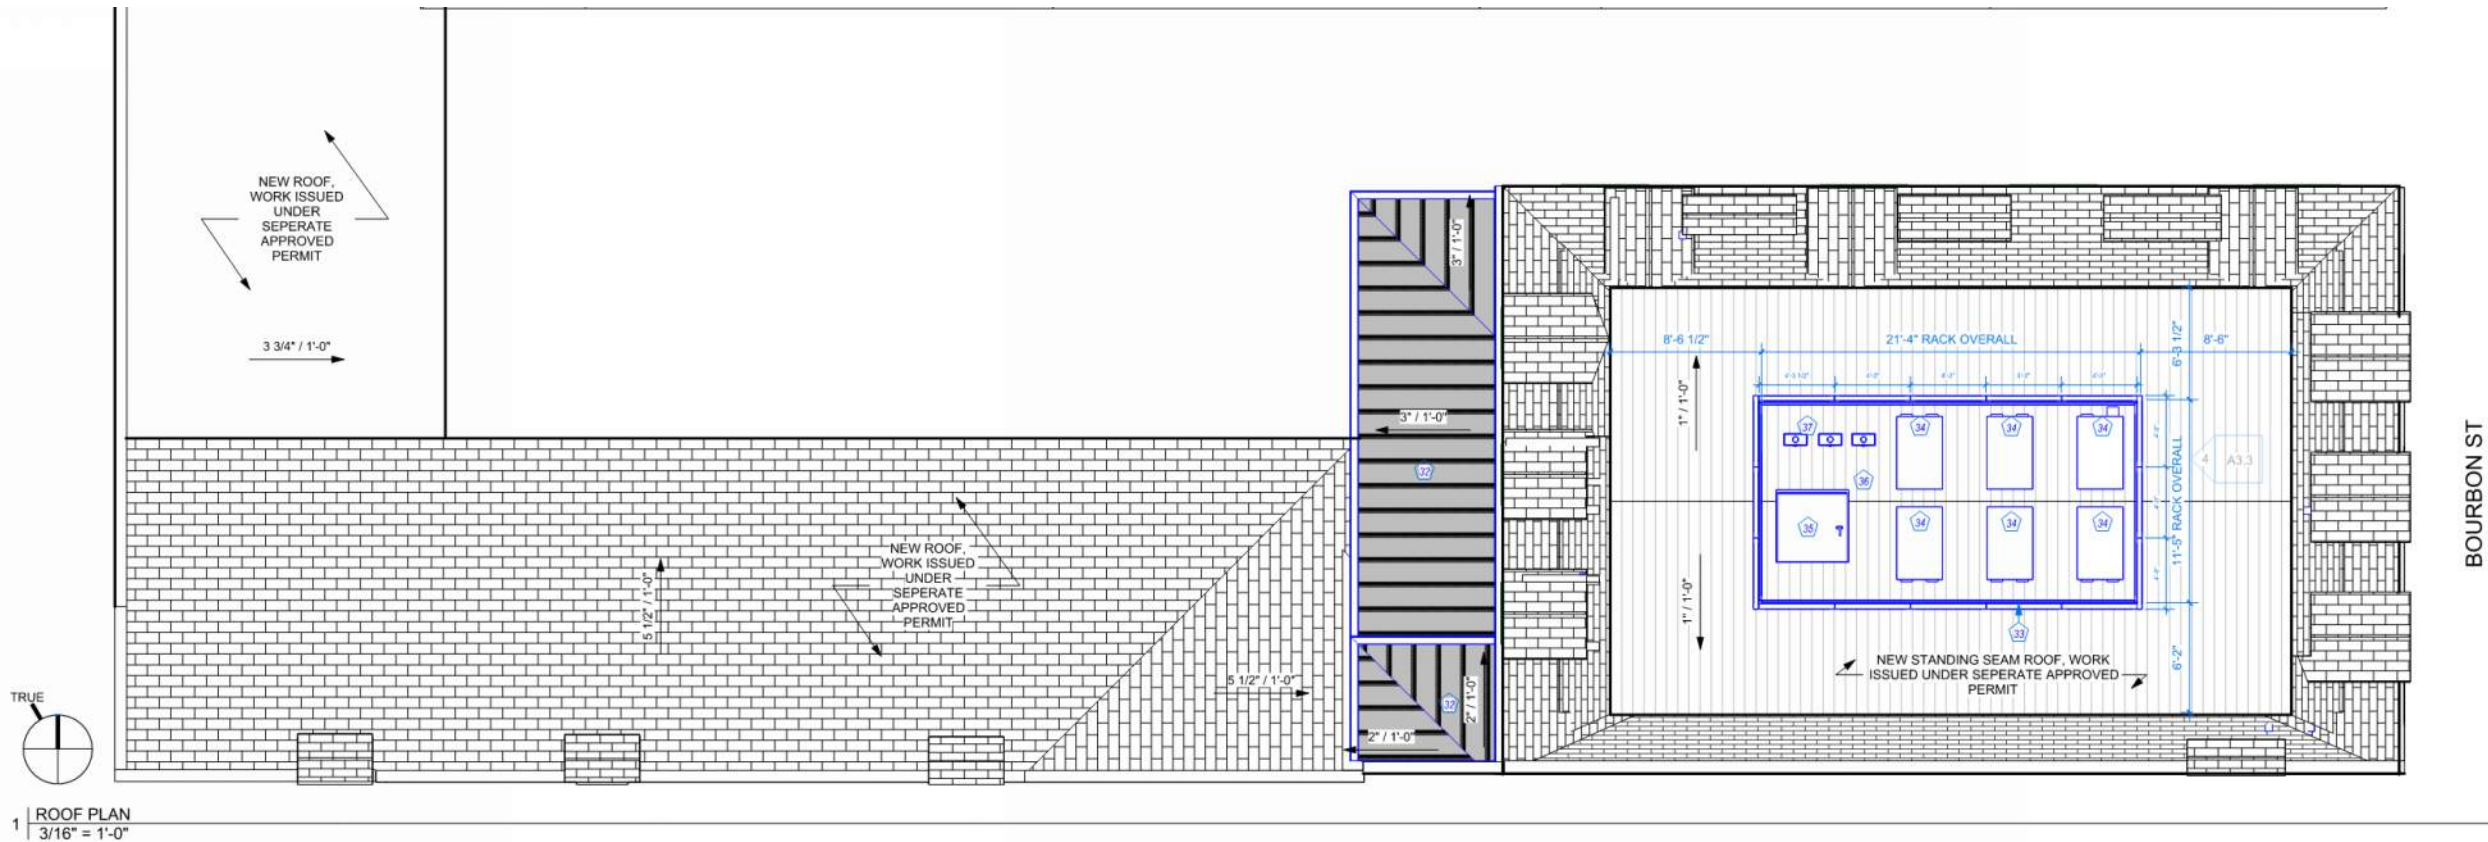 NEW ROOF,
WORK ISSUED
UNDER
SEPERATE
APPROVED
PERMIT
3 3/4" / 1'-0"
5 1/2" / 1'-0"
NEW ROOF,
WORK ISSUED
UNDER
SEPERATE
APPROVED
PERMIT
5 1/2" / 1'-0"
3" / 1'-0"
3" / 1'-0"
32
32
2" / 1'-0"
2" / 1'-0"
8'-6 1/2"
21'-4" RACK OVERALL
8'-6"
6'-3 1/2"
11'-5" RACK OVERALL
6'-2"
1" / 1'-0"
1" / 1'-0"
37
34
34
34
36
35
34
34
34
33
4
A3.3
NEW STANDING SEAM ROOF, WORK
ISSUED UNDER SEPERATE APPROVED
PERMIT
BOURBON ST
TRUE
1
ROOF PLAN
3/16" = 1'-0"